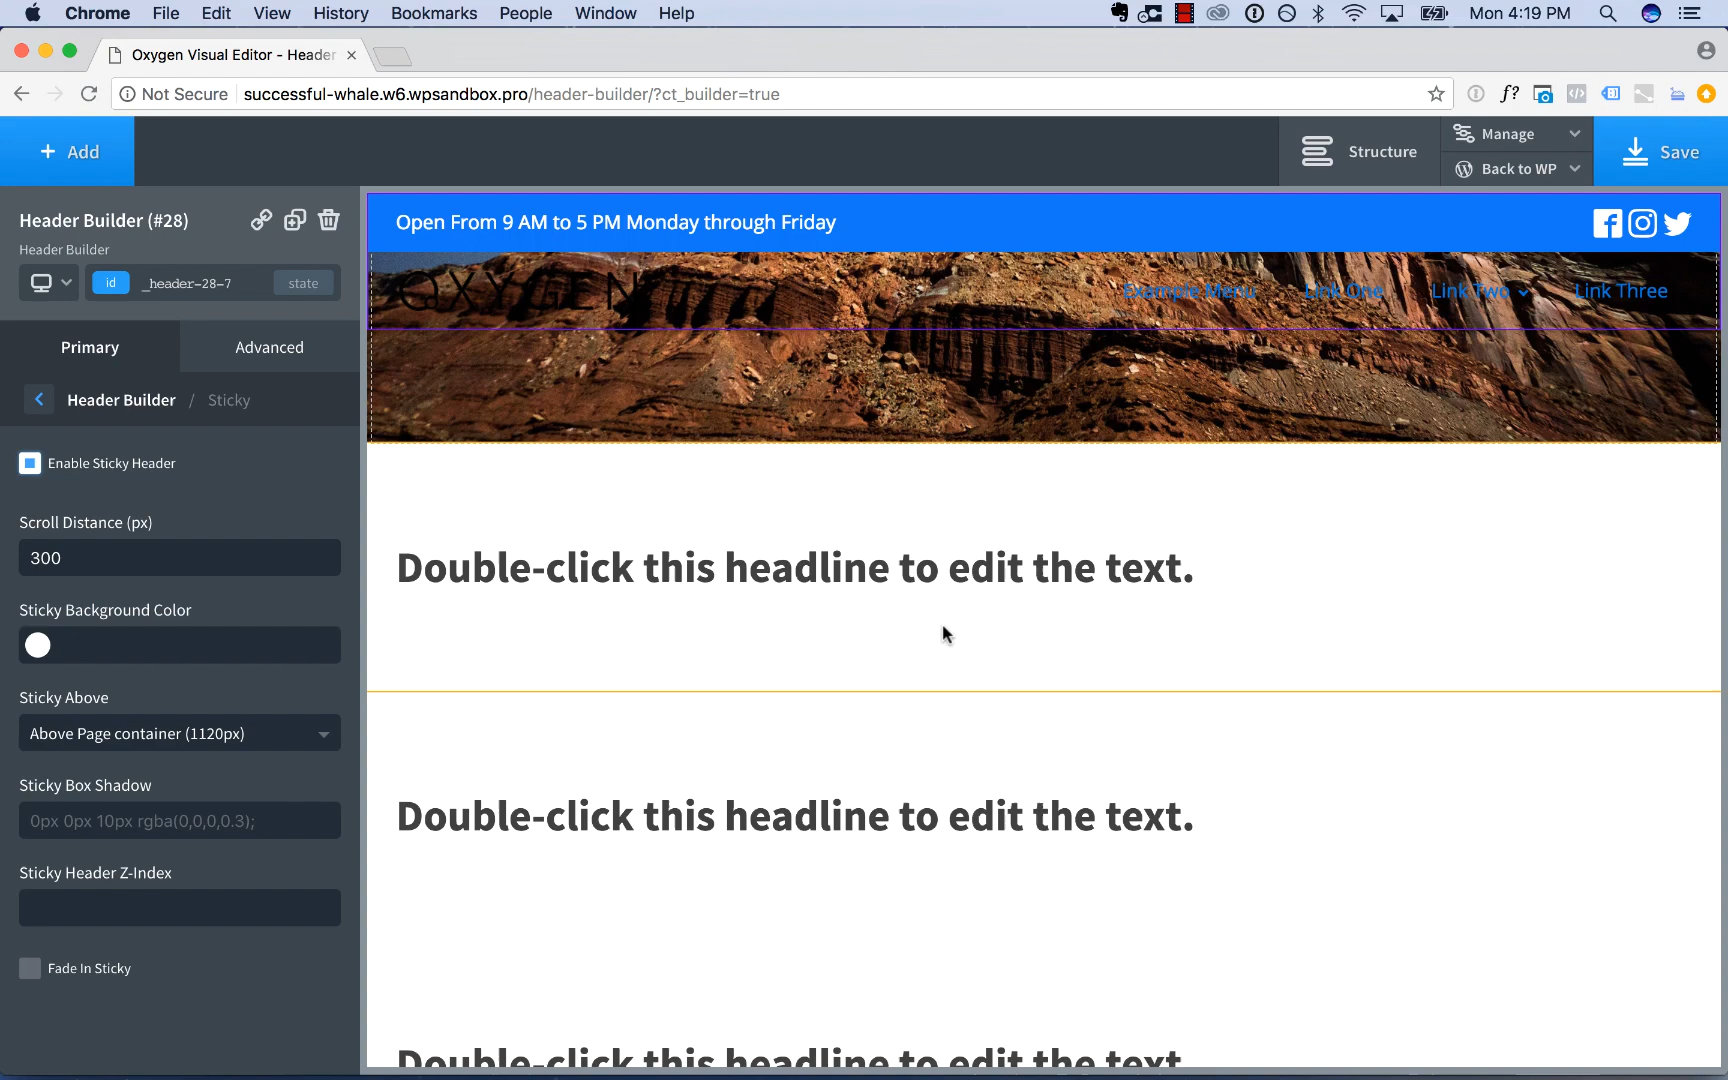 Chrome File Edit View History Bookmarks People Window Help Mon 4:19 PM
Oxygen Visual Editor - Header
Not Secure successful-whale.w6.wpsandbox.pro/header-builder/?ct_builder=true f?
+ Add
Structure
Manage
Back to WP
Save
Header Builder (#28)
Header Builder
id _header-28-7 state
Primary Advanced
Header Builder / Sticky
Enable Sticky Header
Scroll Distance (px)
300
Sticky Background Color
Sticky Above
Above Page container (1120px)
Sticky Box Shadow
0px 0px 10px rgba(0,0,0,0.3);
Sticky Header Z-Index
Fade In Sticky
Open From 9 AM to 5 PM Monday through Friday
OXYGEN Example Menu Link One Link Two Link Three
Double-click this headline to edit the text.
Double-click this headline to edit the text.
Double-click this headline to edit the text.